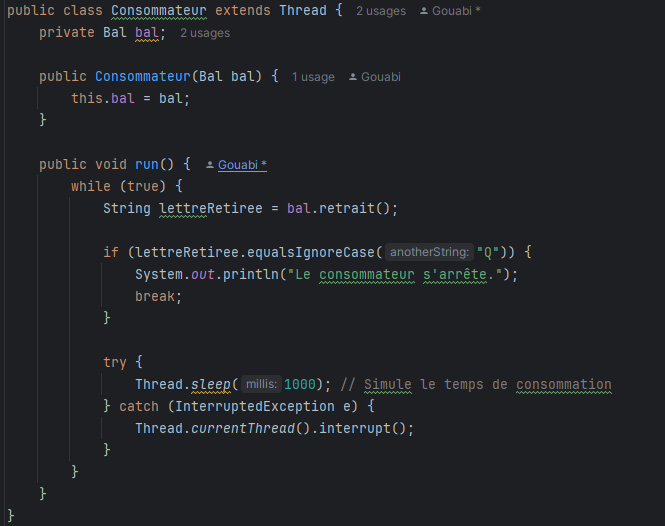 public class Consommateur extends Thread { 2 usages Gouabi *
private Bal bal; 2 usages
public Consommateur(Bal bal) { 1 usage Gouabi
this.bal = bal;
}
public void run() { Gouabi *
while (true) {
String lettreRetiree = bal.retrait();
if (lettreRetiree.equalsIgnoreCase( anotherString: "Q")) {
System.out.println("Le consommateur s'arrête.");
break;
}
try {
Thread.sleep( millis: 1000); // Simule le temps de consommation
} catch (InterruptedException e) {
Thread.currentThread().interrupt();
}
}
}
}